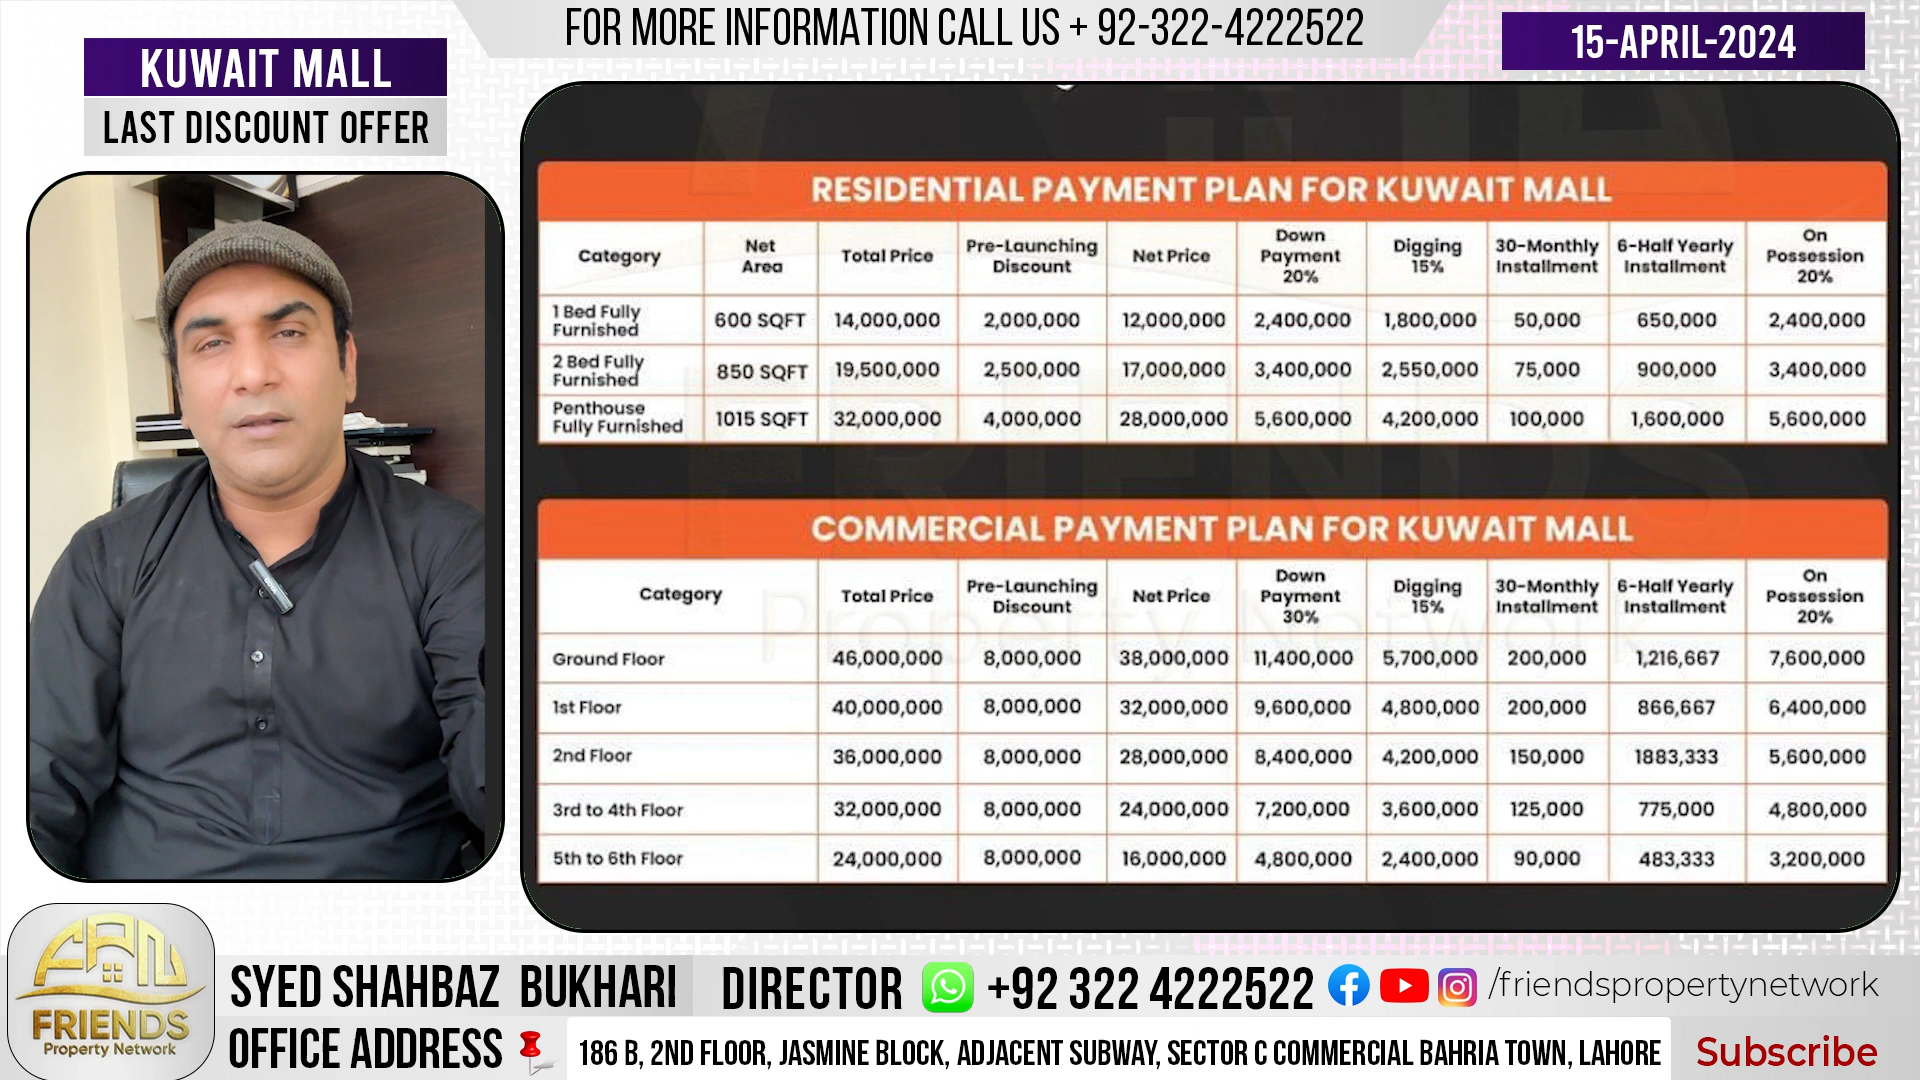 FOR MORE INFORMATION CALL US + 92-322-4222522
KUWAIT MALL
LAST DISCOUNT OFFER
15-APRIL-2024
RESIDENTIAL PAYMENT PLAN FOR KUWAIT MALL
Category Net Area Total Price Pre-Launching Discount Net Price Down Payment 20% Digging 15% 30-Monthly Installment 6-Half Yearly Installment On Possession 20%
1 Bed Fully Furnished 600 SQFT 14,000,000 2,000,000 12,000,000 2,400,000 1,800,000 50,000 650,000 2,400,000
2 Bed Fully Furnished 850 SQFT 19,500,000 2,500,000 17,000,000 3,400,000 2,550,000 75,000 900,000 3,400,000
Penthouse Fully Furnished 1015 SQFT 32,000,000 4,000,000 28,000,000 5,600,000 4,200,000 100,000 1,600,000 5,600,000
COMMERCIAL PAYMENT PLAN FOR KUWAIT MALL
Category Total Price Pre-Launching Discount Net Price Down Payment 30% Digging 15% 30-Monthly Installment 6-Half Yearly Installment On Possession 20%
Ground Floor 46,000,000 8,000,000 38,000,000 11,400,000 5,700,000 200,000 1,216,667 7,600,000
1st Floor 40,000,000 8,000,000 32,000,000 9,600,000 4,800,000 200,000 866,667 6,400,000
2nd Floor 36,000,000 8,000,000 28,000,000 8,400,000 4,200,000 150,000 1883,333 5,600,000
3rd to 4th Floor 32,000,000 8,000,000 24,000,000 7,200,000 3,600,000 125,000 775,000 4,800,000
5th to 6th Floor 24,000,000 8,000,000 16,000,000 4,800,000 2,400,000 90,000 483,333 3,200,000
FRIENDS
Property Network
FPN
FRIENDS
Property Network
SYED SHAHBAZ BUKHARI DIRECTOR +92 322 4222522 /friendspropertynetwork
OFFICE ADDRESS 186 B, 2ND FLOOR, JASMINE BLOCK, ADJACENT SUBWAY, SECTOR C COMMERCIAL BAHRIA TOWN, LAHORE
Subscribe